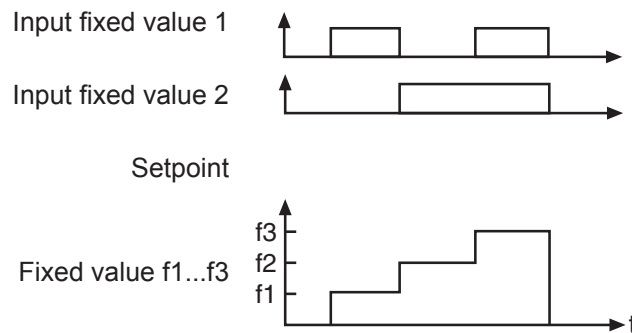 Input fixed value 1
Input fixed value 2
Setpoint
f3
f2
Fixed value f1...f3
f1
t